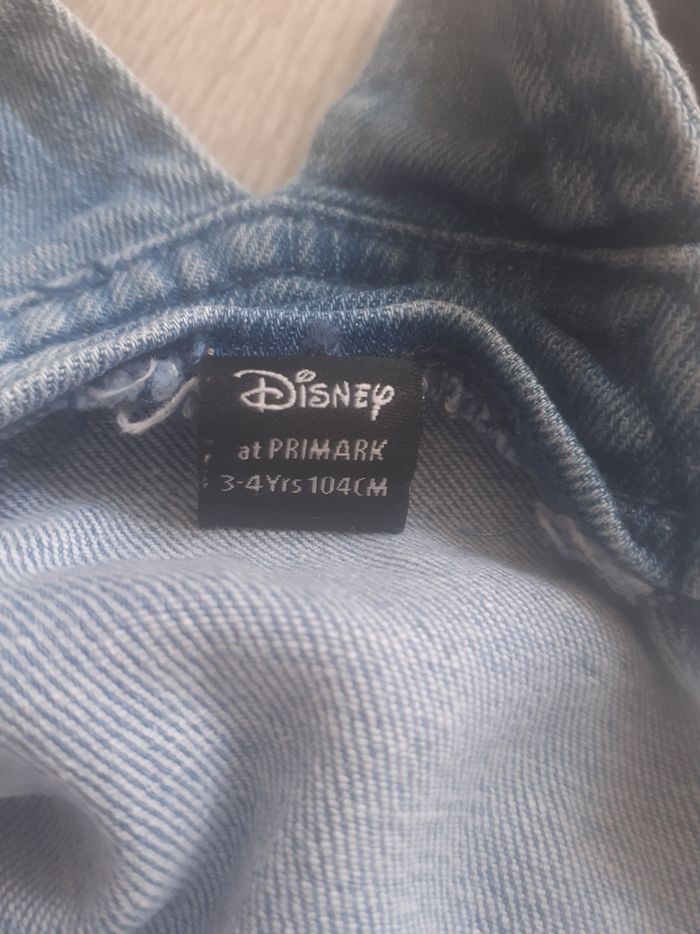 Disney
at PRIMARK
3-4Yrs 104CM